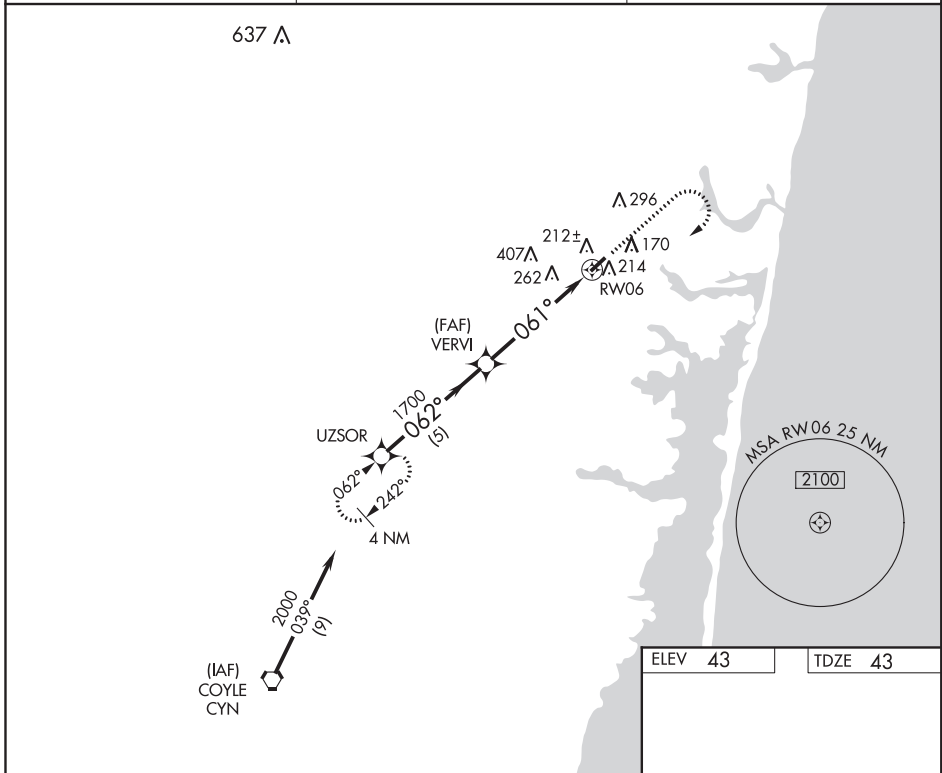 637
296
212±
170
407
214
262
RW06
061°
(FAF)
VERVI
1700
062°
(5)
UZSOR
062°
242°
4 NM
MSA RW06 25 NM
2100
2000
039°
(9)
(IAF)
COYLE
CYN
ELEV 43
TDZE 43